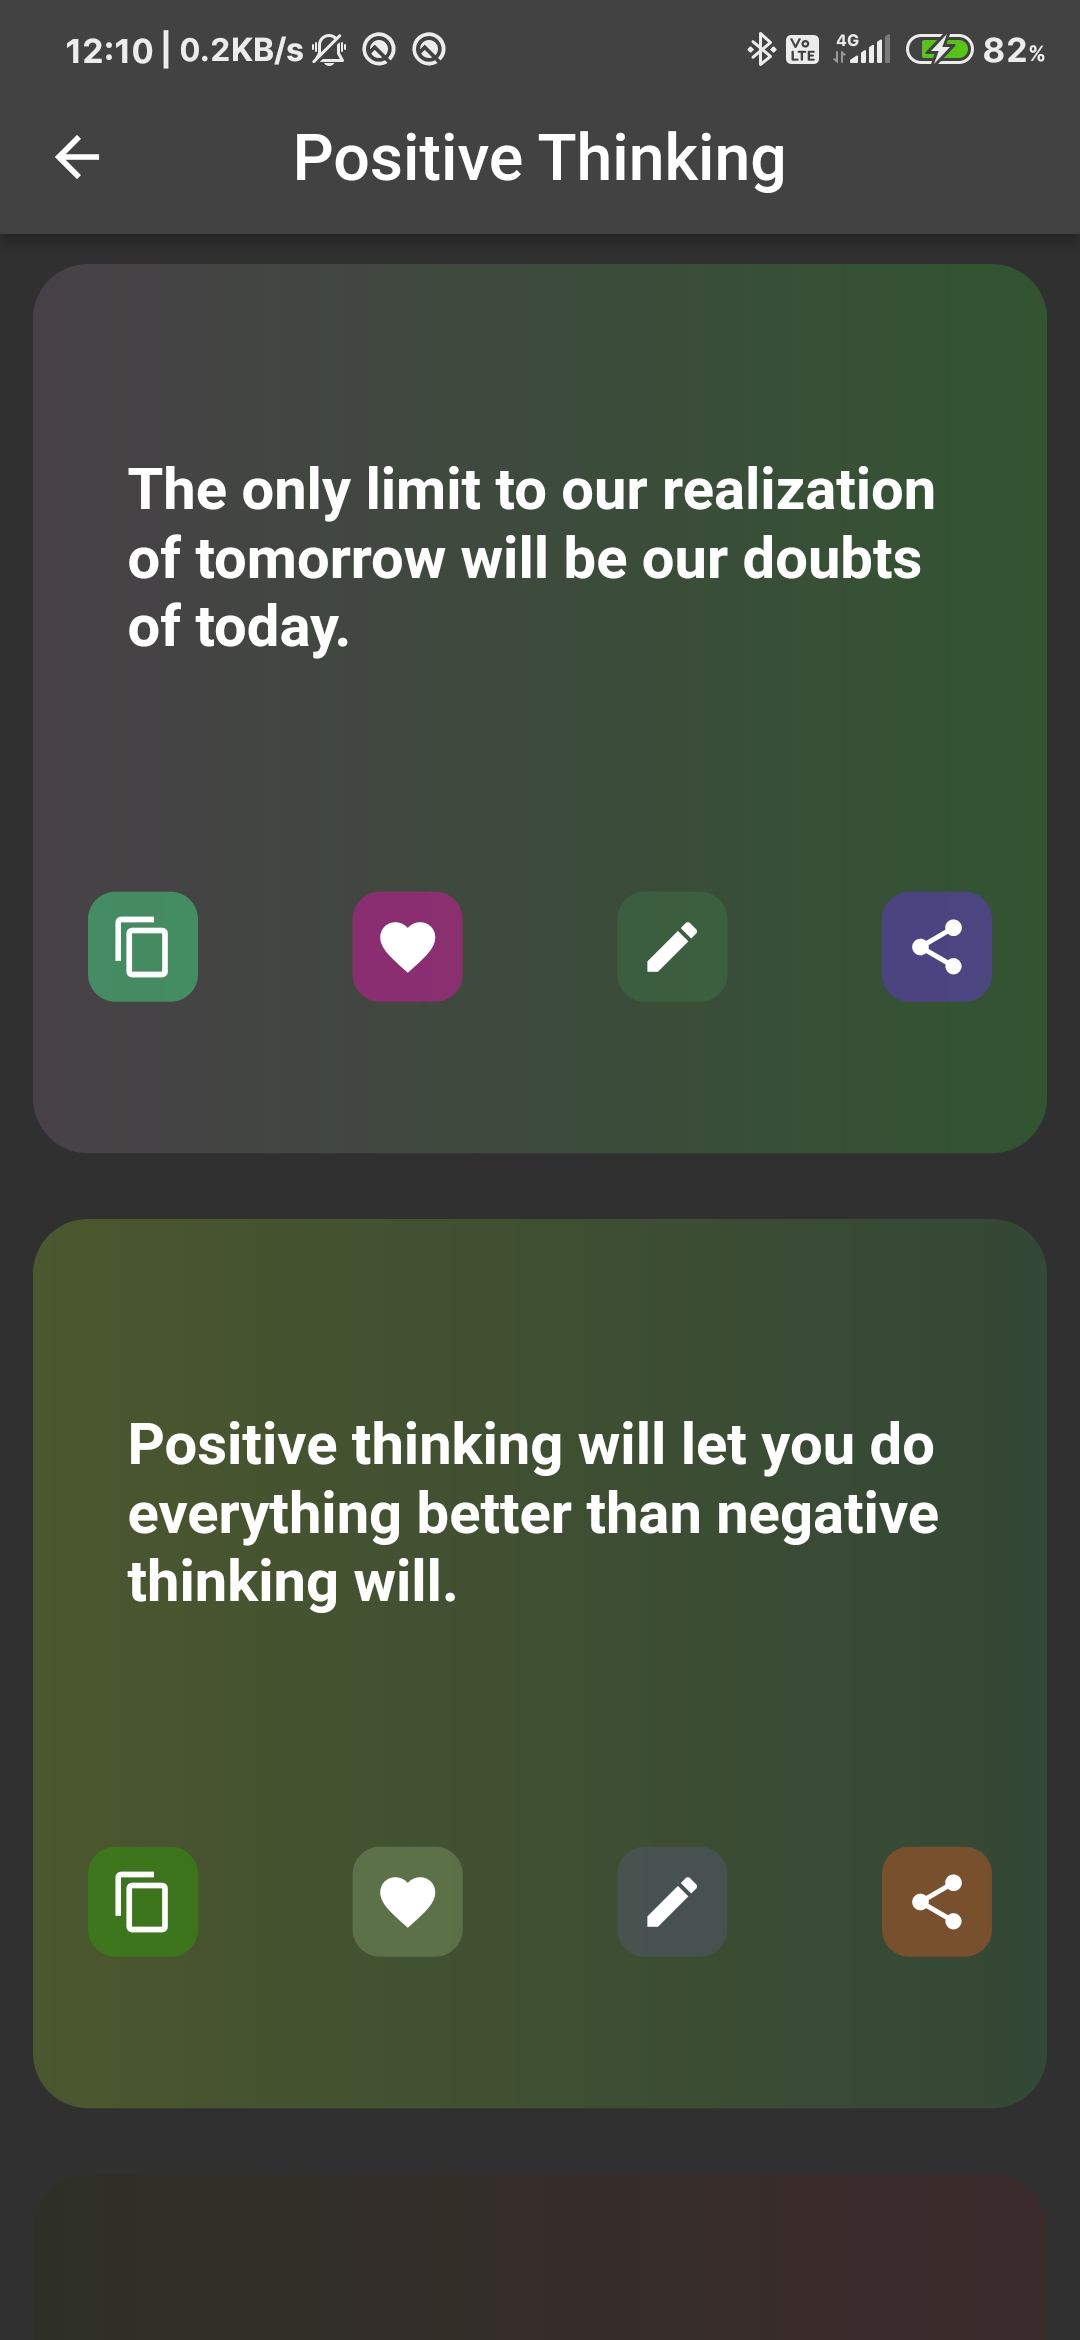 12:10 | 0.2KB/s
Vo LTE 4G 82%
Positive Thinking
The only limit to our realization
of tomorrow will be our doubts
of today.
Positive thinking will let you do
everything better than negative
thinking will.